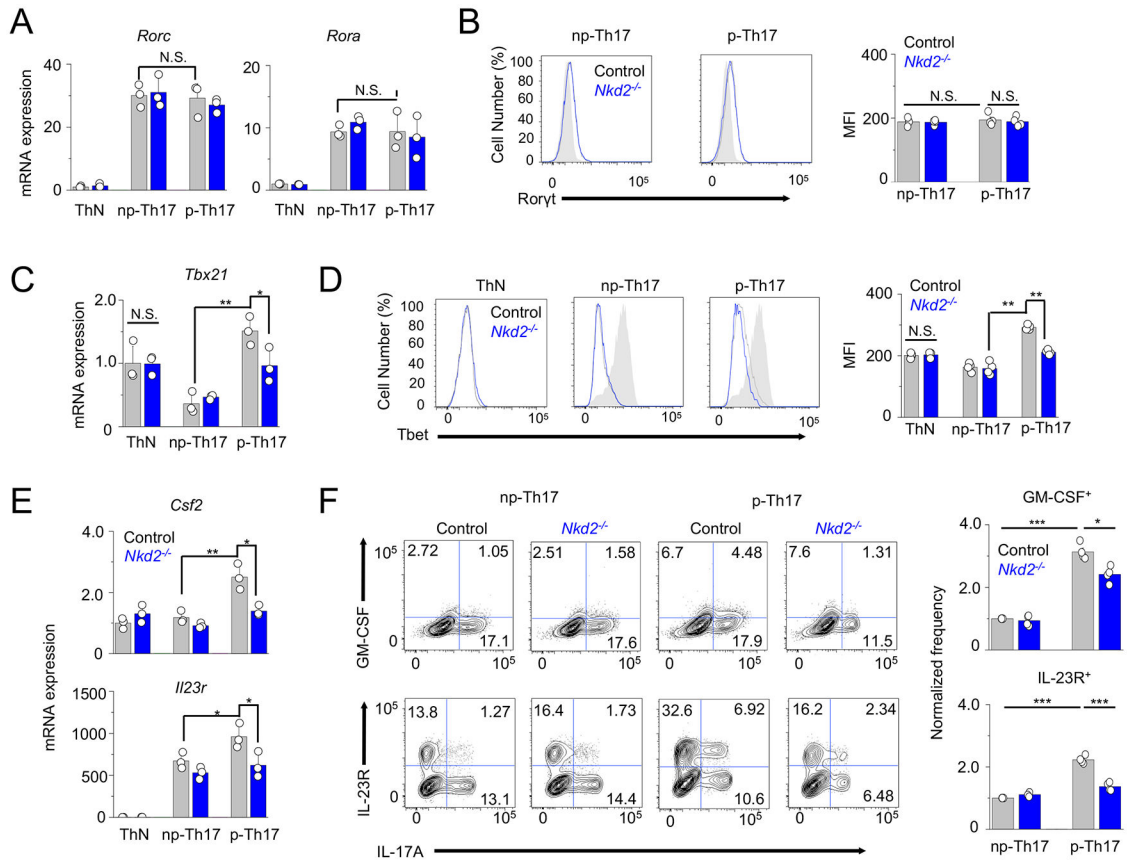 A
Rorc
Rora
N.S.
N.S.
mRNA expression
40
20
0
20
10
0
ThN np-Th17 p-Th17
ThN np-Th17 p-Th17
B
np-Th17
p-Th17
Cell Number (%)
100
80
60
40
20
0
Control
Nkd2-/-
0 10⁵
0 10⁵
Rorγt
Control
Nkd2-/-
MFI
400
200
0
N.S.
N.S.
np-Th17
p-Th17
C
Tbx21
mRNA expression
2.0
1.0
0
N.S.
**
*
ThN np-Th17 p-Th17
D
ThN
np-Th17
p-Th17
Cell Number (%)
100
80
60
40
20
0
Control
Nkd2-/-
0 10⁵
0 10⁵
0 10⁵
Tbet
Control
Nkd2-/-
MFI
400
200
0
N.S.
**
**
ThN np-Th17 p-Th17
E
Csf2
Control
Nkd2-/-
mRNA expression
4.0
2.0
0
**
*
Il23r
1500
1000
500
0
*
*
ThN np-Th17 p-Th17
F
np-Th17
p-Th17
Control
Nkd2-/-
Control
Nkd2-/-
GM-CSF
10⁵
0
2.72 1.05
17.1
2.51 1.58
17.6
6.7 4.48
17.9
7.6 1.31
11.5
0 10⁵
0 10⁵
0 10⁵
0 10⁵
IL-23R
10⁵
0
13.8 1.27
13.1
16.4 1.73
14.4
32.6 6.92
10.6
16.2 2.34
6.48
0 10⁵
0 10⁵
0 10⁵
0 10⁵
IL-17A
GM-CSF⁺
Normalized frequency
4.0
2.0
0
Control
Nkd2-/-
***
*
IL-23R⁺
4.0
2.0
0
***
***
np-Th17
p-Th17